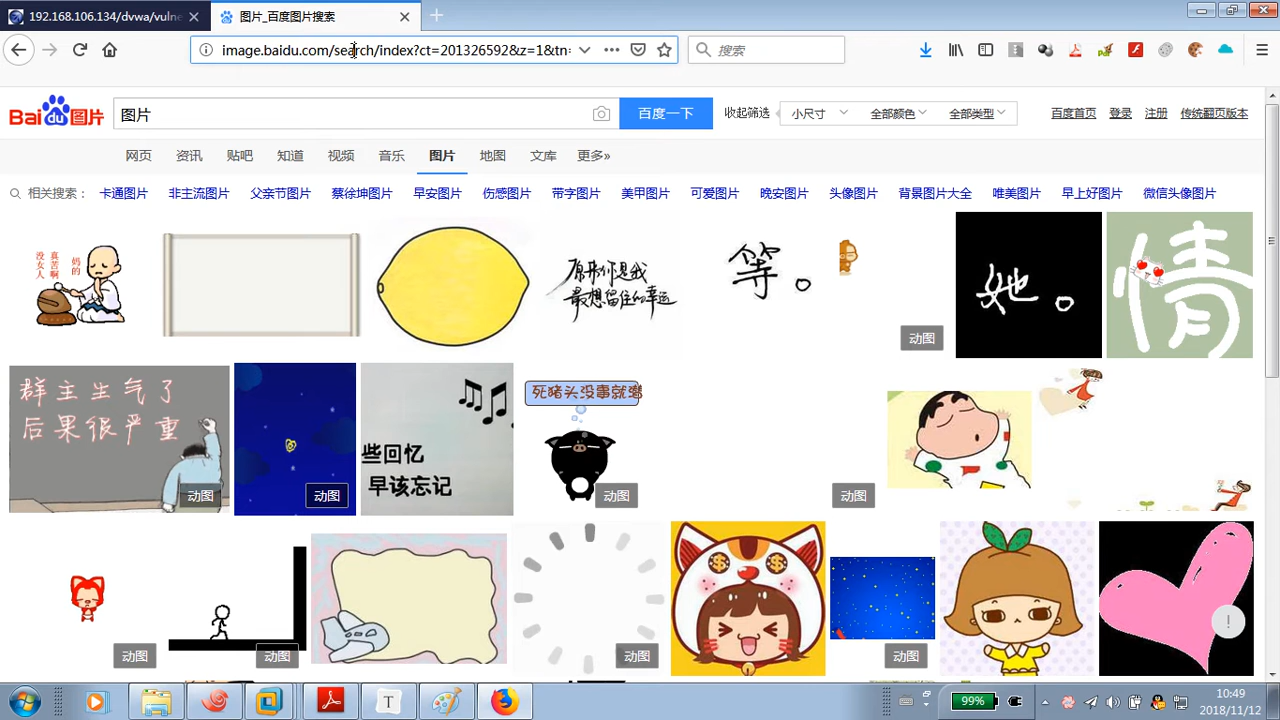 192.168.106.134/dvwa/vulne
图片_百度图片搜索
image.baidu.com/search/index?ct=201326592&z=1&tn=
搜索
Bai du 图片
图片
百度一下
收起筛选
小尺寸
全部颜色
全部类型
百度首页
登录
注册
传统翻页版本
网页
资讯
贴吧
知道
视频
音乐
图片
地图
文库
更多»
相关搜索：
卡通图片
非主流图片
父亲节图片
蔡徐坤图片
早安图片
伤感图片
带字图片
美甲图片
可爱图片
晚安图片
头像图片
背景图片大全
唯美图片
早上好图片
微信头像图片
妈的
真苦啊
没女人
原来你是我
最想留住的幸运
等。
动图
她。
情
群主生气了
后果很严重
动图
动图
些回忆
早该忘记
死猪头没事就潜
动图
动图
动图
动图
动图
动图
99%
10:49
2018/11/12